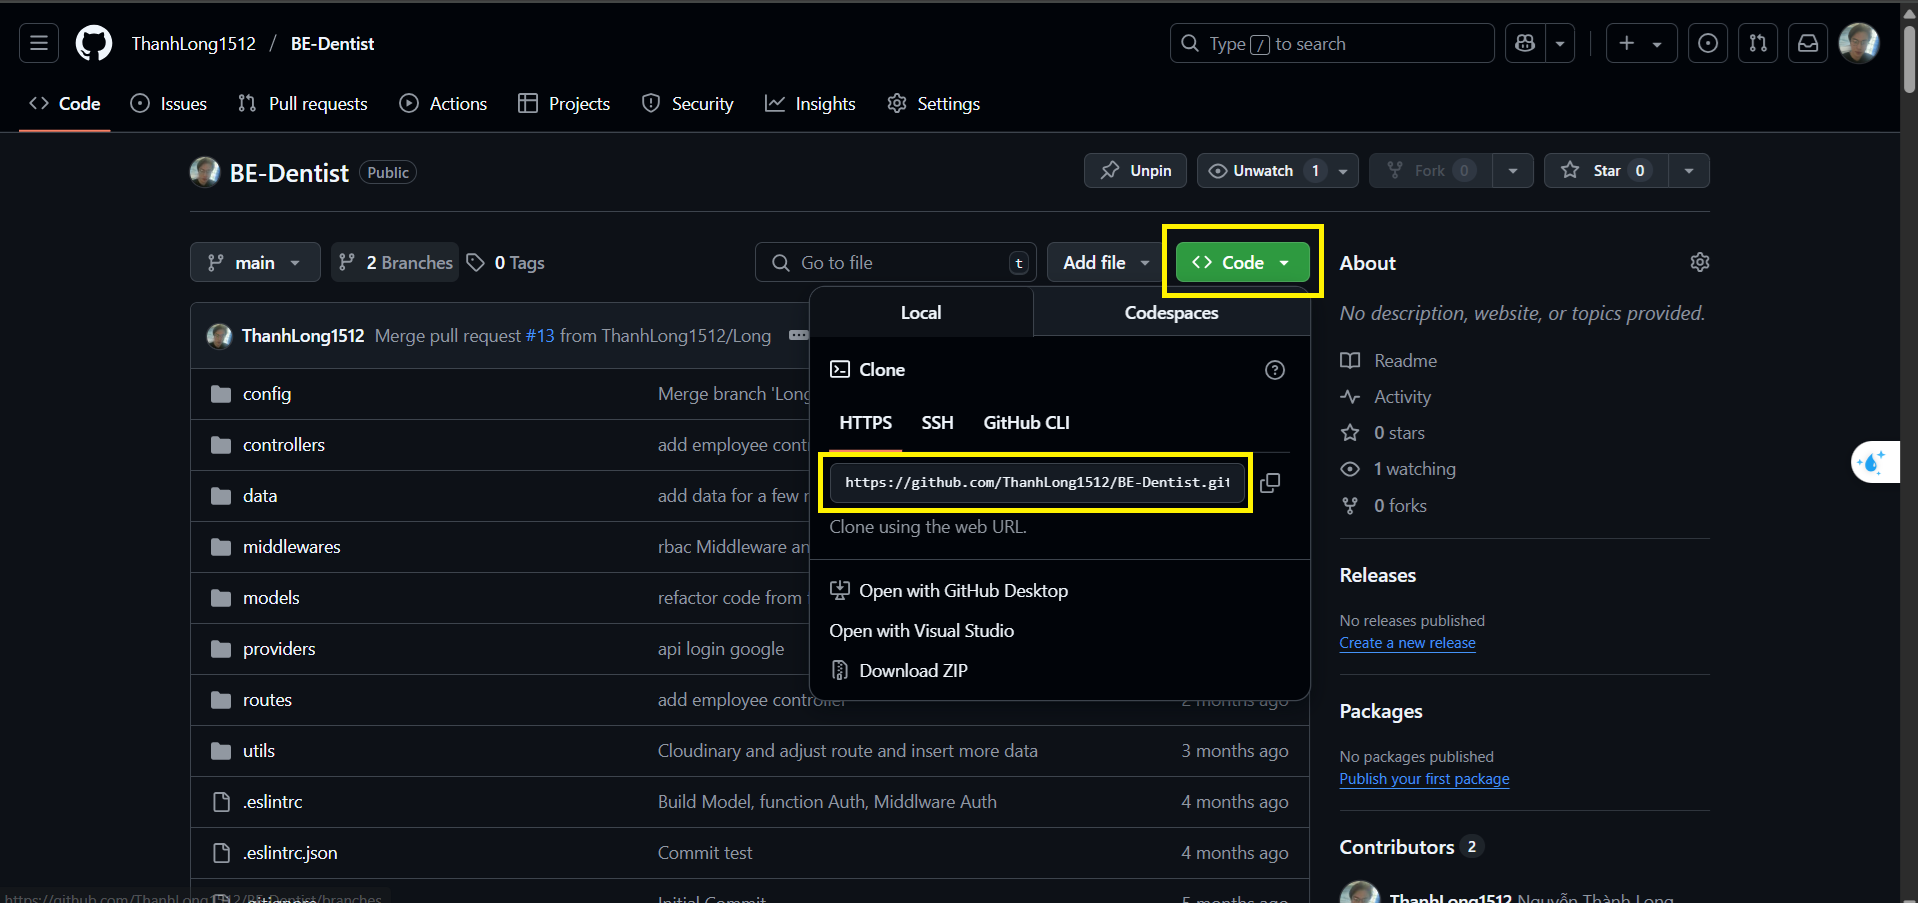 ThanhLong1512 / BE-Dentist
Type / to search
Code Issues Pull requests Actions Projects Security Insights Settings
BE-Dentist Public
Unpin Unwatch 1 Fork 0 Star 0
main 2 Branches 0 Tags
Go to file t Add file Code
Local Codespaces
Clone
HTTPS SSH GitHub CLI
https://github.com/ThanhLong1512/BE-Dentist.git
Clone using the web URL.
Open with GitHub Desktop
Open with Visual Studio
Download ZIP
ThanhLong1512 Merge pull request #13 from ThanhLong1512/Long
config Merge branch 'Long
controllers add employee cont
data add data for a few
middlewares rbac Middleware an
models refactor code from
providers api login google
routes add employee controller 2 months ago
utils Cloudinary and adjust route and insert more data 3 months ago
.eslintrc Build Model, function Auth, Middlware Auth 4 months ago
.eslintrc.json Commit test 4 months ago
.gitignore Initial Commit 5 months ago
About
No description, website, or topics provided.
Readme
Activity
0 stars
1 watching
0 forks
Releases
No releases published
Create a new release
Packages
No packages published
Publish your first package
Contributors 2
ThanhLong1512 Nguyễn Thành Long
https://github.com/ThanhLong1512/BE-Dentist/branches